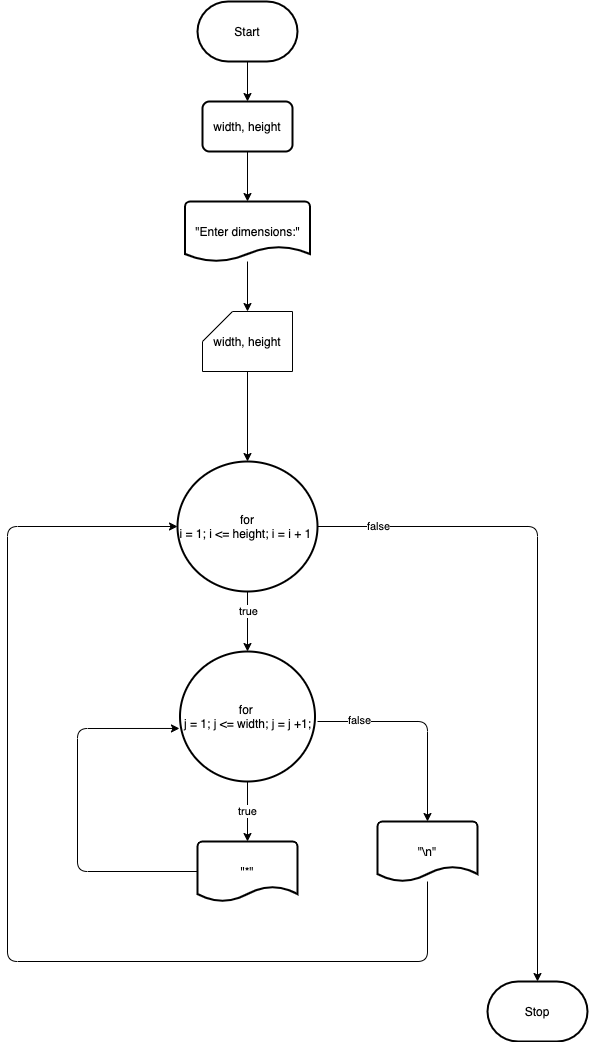 Start
width, height
"Enter dimensions:"
width, height
for
i = 1; i <= height; i = i + 1
false
true
for
j = 1; j <= width; j = j +1;
false
true
"*"
"\n"
Stop